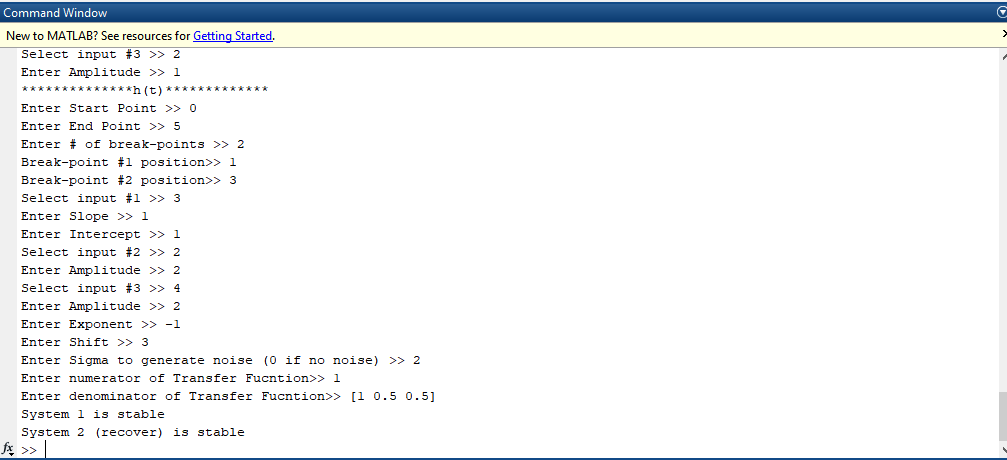 Command Window
New to MATLAB? See resources for Getting Started.
Select input #3 >> 2
Enter Amplitude >> 1
**************h(t)*************
Enter Start Point >> 0
Enter End Point >> 5
Enter # of break-points >> 2
Break-point #1 position>> 1
Break-point #2 position>> 3
Select input #1 >> 3
Enter Slope >> 1
Enter Intercept >> 1
Select input #2 >> 2
Enter Amplitude >> 2
Select input #3 >> 4
Enter Amplitude >> 2
Enter Exponent >> -1
Enter Shift >> 3
Enter Sigma to generate noise (0 if no noise) >> 2
Enter numerator of Transfer Fucntion>> 1
Enter denominator of Transfer Fucntion>> [1 0.5 0.5]
System 1 is stable
System 2 (recover) is stable
fx >>